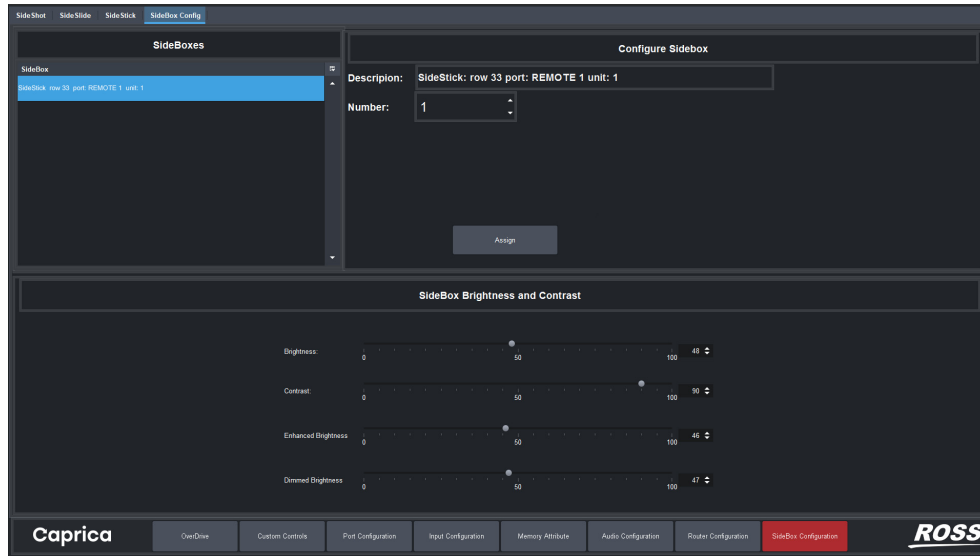 SideShot SideSlide SideStick SideBox Config
SideBoxes
SideBox
SideStick row 33 port: REMOTE 1 unit: 1
Configure Sidebox
Descripion: SideStick: row 33 port: REMOTE 1 unit: 1
Number: 1
Assign
SideBox Brightness and Contrast
Brightness: 0 50 100 48
Contrast: 0 50 100 90
Enhanced Brightness 0 50 100 46
Dimmed Brightness 0 50 100 47
Caprica OverDrive Custom Controls Port Configuration Input Configuration Memory Attribute Audio Configuration Router Configuration SideBox Configuration ROSS